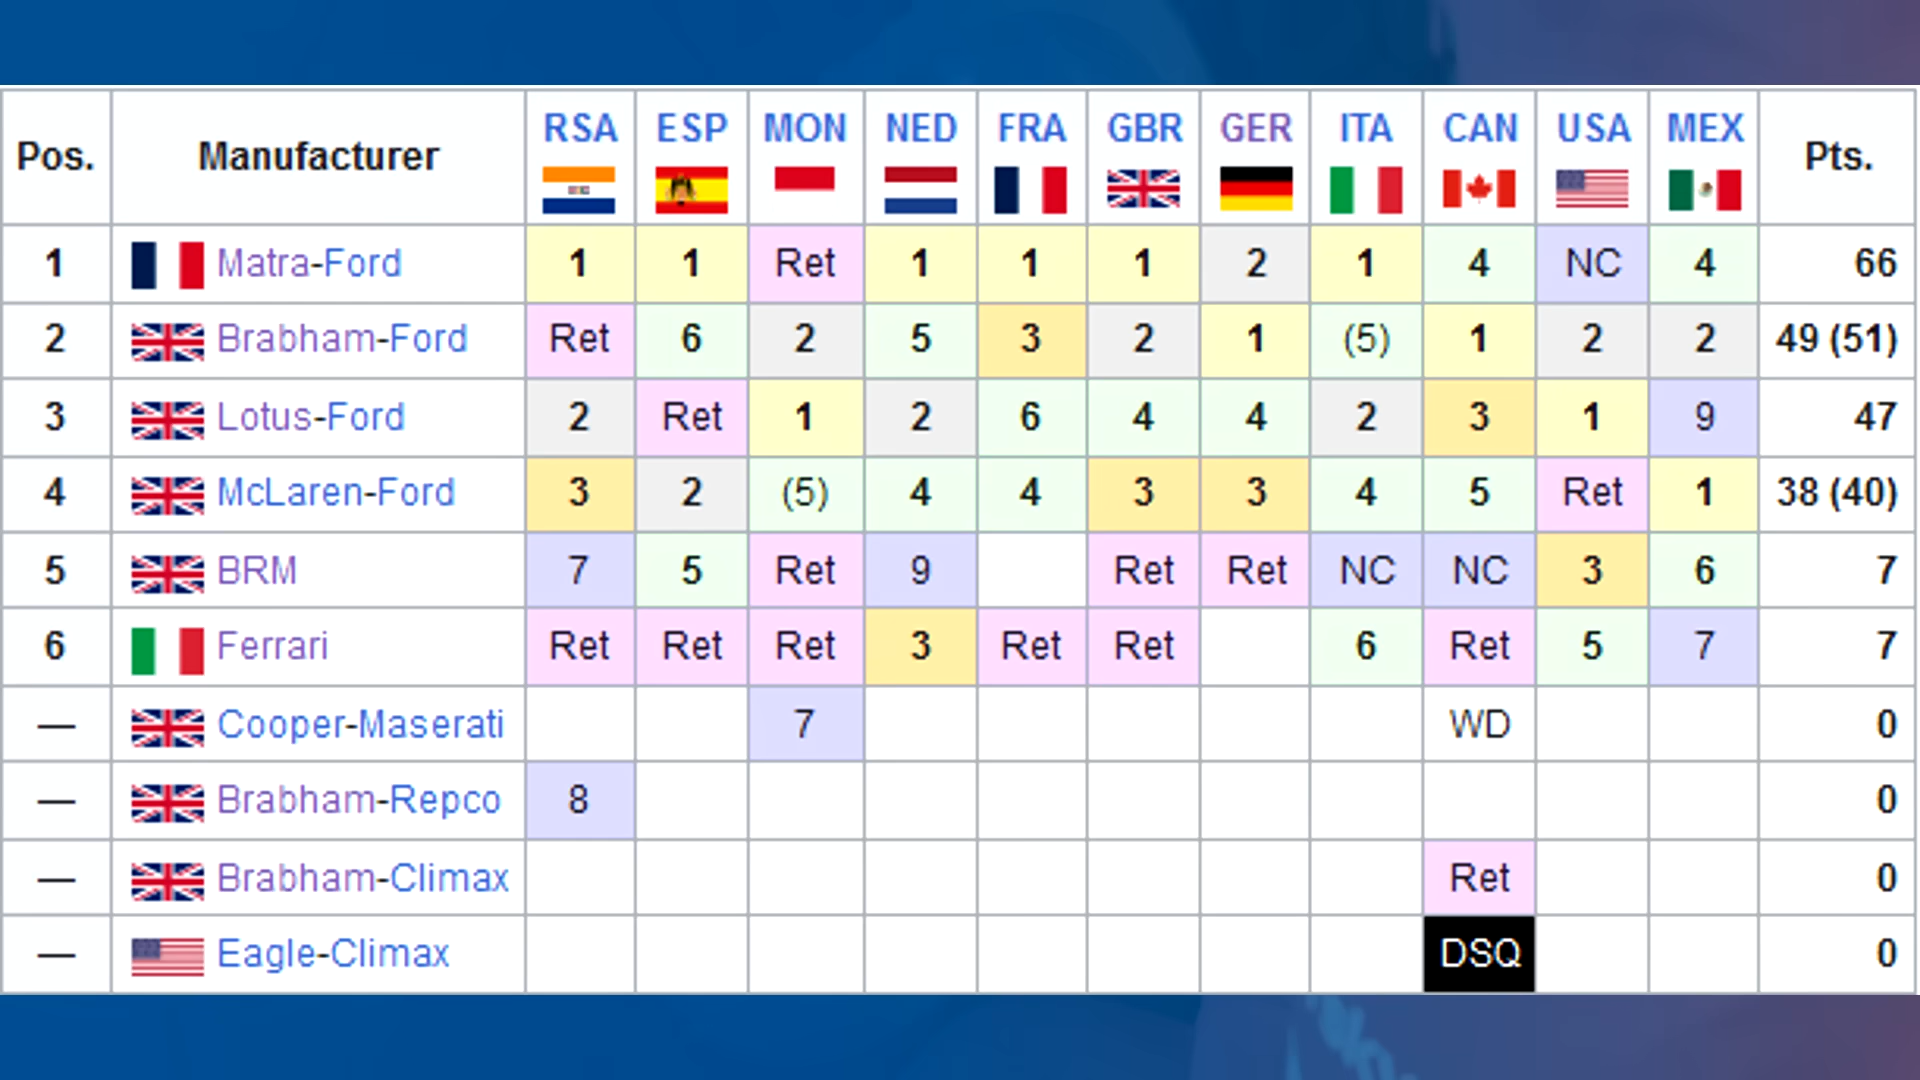 Pos. Manufacturer RSA ESP MON NED FRA GBR GER ITA CAN USA MEX Pts.
1 Matra-Ford 1 1 Ret 1 1 1 2 1 4 NC 4 66
2 Brabham-Ford Ret 6 2 5 3 2 1 (5) 1 2 2 49 (51)
3 Lotus-Ford 2 Ret 1 2 6 4 4 2 3 1 9 47
4 McLaren-Ford 3 2 (5) 4 4 3 3 4 5 Ret 1 38 (40)
5 BRM 7 5 Ret 9 Ret Ret NC NC 3 6 7
6 Ferrari Ret Ret Ret 3 Ret Ret 6 Ret 5 7 7
— Cooper-Maserati 7 WD 0
— Brabham-Repco 8 0
— Brabham-Climax Ret 0
— Eagle-Climax DSQ 0